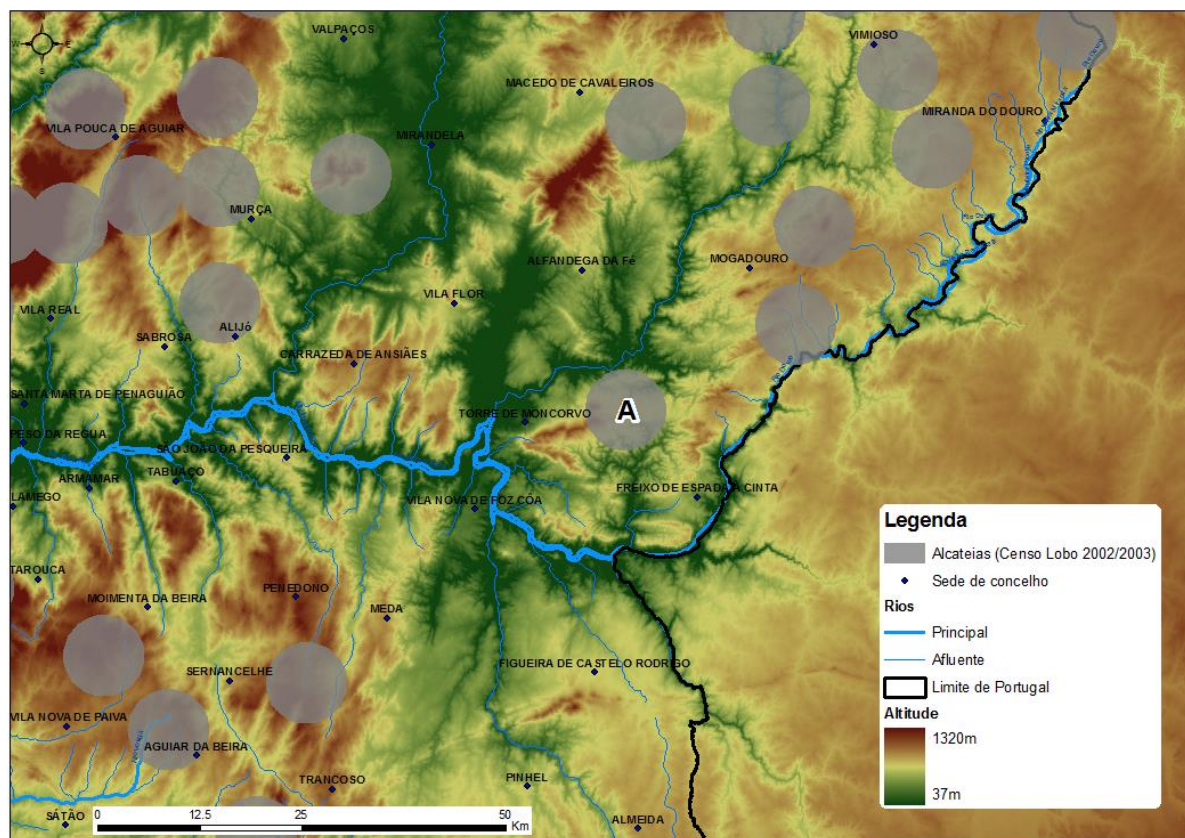 W E
S
VALPAÇOS
VIMIOSO
MACEDO DE CAVALEIROS
MIRANDA DO DOURO
VILA POUCA DE AGUIAR
MIRANDELA
MURÇA
ALFANDEGA DA Fé
MOGADOURO
VILA FLOR
VILA REAL
SABROSA
ALIJó
CARRAZEDA DE ANSIÃES
SANTA MARTA DE PENAGUIÃO
TORRE DE MONCORVO
A
PESO DA REGUA
SÃO JOÃO DA PESQUEIRA
TABUAÇO
ARMAMAR
LAMEGO
VILA NOVA DE FOZ CÔA
FREIXO DE ESPADA À CINTA
TAROUCA
MOIMENTA DA BEIRA
PENEDONO
MEDA
SERNANCELHE
FIGUEIRA DE CASTELO RODRIGO
VILA NOVA DE PAIVA
AGUIAR DA BEIRA
TRANCOSO
PINHEL
SÁTÃO
ALMEIDA
Legenda
Alcateias (Censo Lobo 2002/2003)
Sede de concelho
Rios
Principal
Afluente
Limite de Portugal
Altitude
1320m
37m
0 12.5 25 50
Km